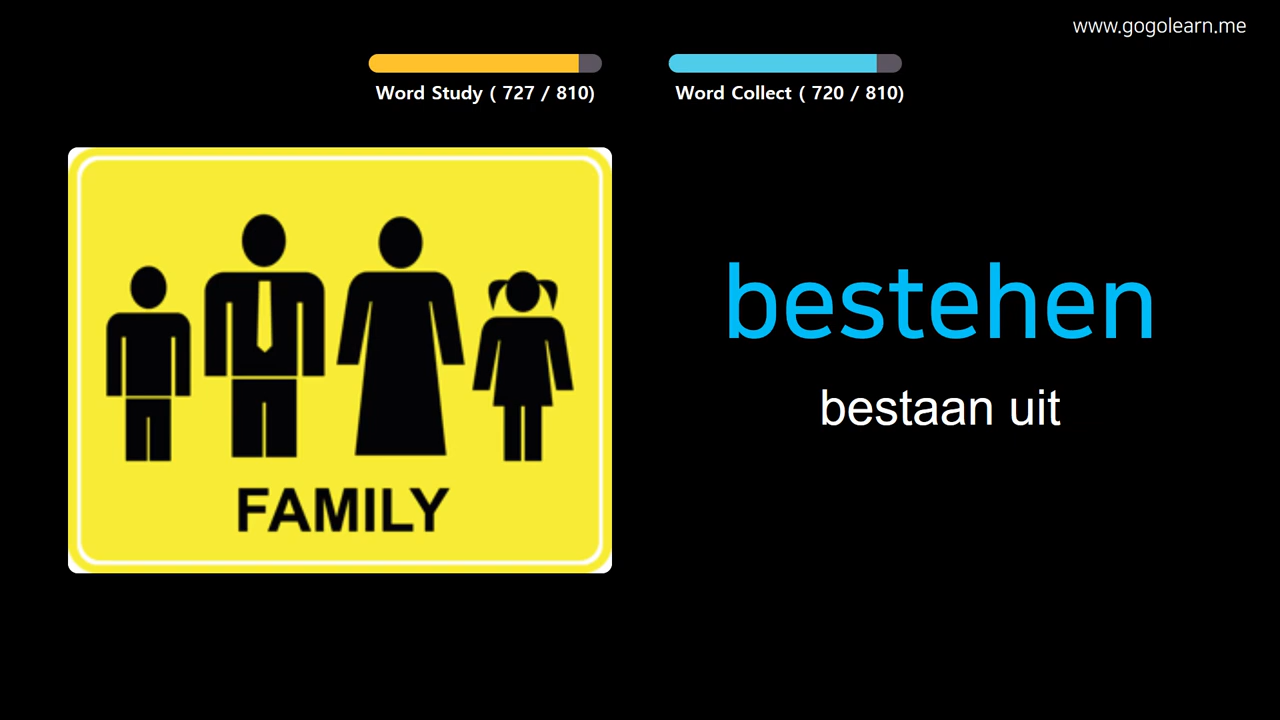 www.gogolearn.me
Word Study ( 727 / 810)
Word Collect ( 720 / 810)
FAMILY
bestehen
bestaan uit